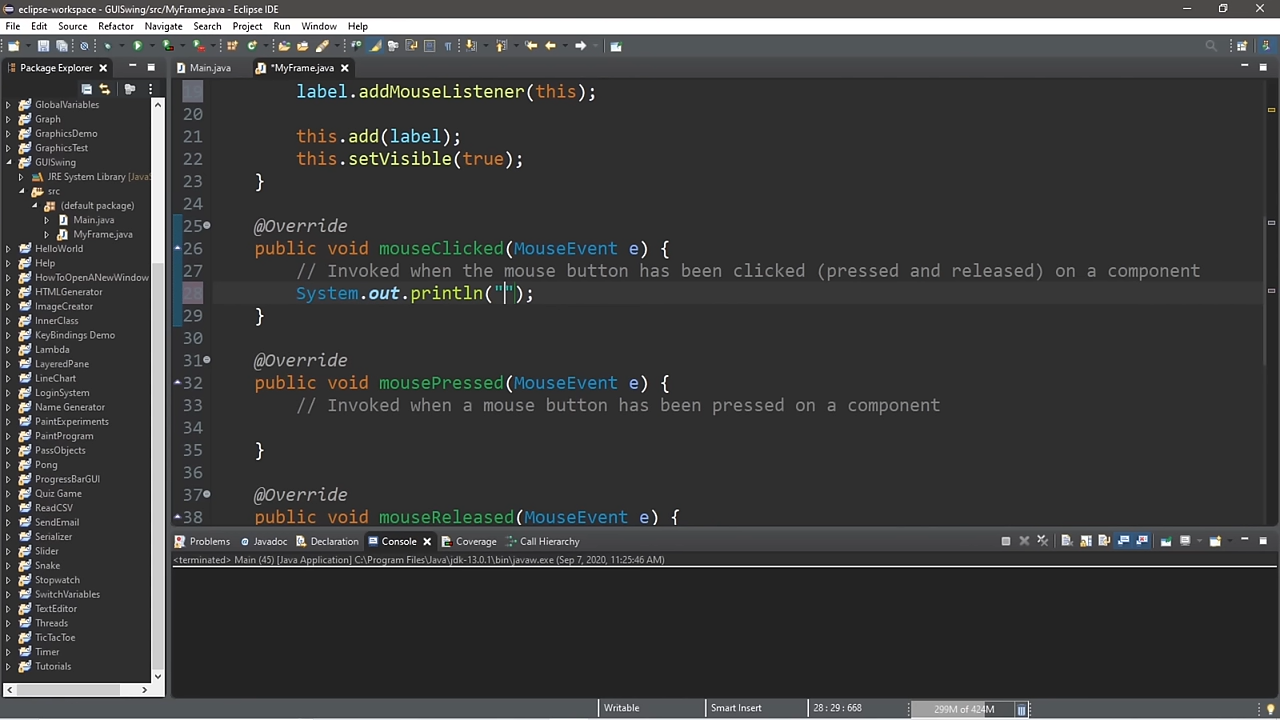 eclipse-workspace - GUISwing/src/MyFrame.java - Eclipse IDE
File Edit Source Refactor Navigate Search Project Run Window Help
Package Explorer
Main.java *MyFrame.java
GlobalVariables
Graph
GraphicsDemo
GraphicsTest
GUISwing
JRE System Library [JavaS
src
(default package)
Main.java
MyFrame.java
HelloWorld
Help
HowToOpenANewWindow
HTMLGenerator
ImageCreator
InnerClass
KeyBindings Demo
Lambda
LayeredPane
LineChart
LoginSystem
Name Generator
PaintExperiments
PaintProgram
PassObjects
Pong
ProgressBarGUI
Quiz Game
ReadCSV
SendEmail
Serializer
Slider
Snake
Stopwatch
SwitchVariables
TextEditor
Threads
TicTacToe
Timer
Tutorials
19 label.addMouseListener(this);
20
21 this.add(label);
22 this.setVisible(true);
23 }
24
25 @Override
26 public void mouseClicked(MouseEvent e) {
27 // Invoked when the mouse button has been clicked (pressed and released) on a component
28 System.out.println("");
29 }
30
31 @Override
32 public void mousePressed(MouseEvent e) {
33 // Invoked when a mouse button has been pressed on a component
34
35 }
36
37 @Override
38 public void mouseReleased(MouseEvent e) {
Problems Javadoc Declaration Console Coverage Call Hierarchy
<terminated> Main (45) [Java Application] C:\Program Files\Java\jdk-13.0.1\bin\javaw.exe (Sep 7, 2020, 11:25:46 AM)
Writable Smart Insert 28 : 29 : 668 299M of 424M